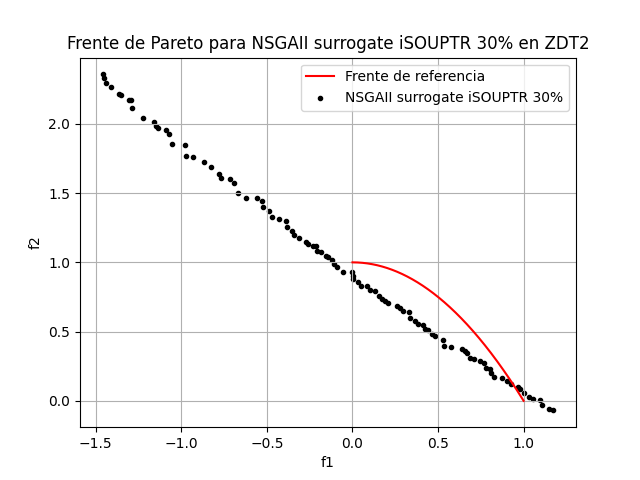 Frente de Pareto para NSGAII surrogate iSOUPTR 30% en ZDT2
Frente de referencia
NSGAII surrogate iSOUPTR 30%
f2
2.0
1.5
1.0
0.5
0.0
−1.5 −1.0 −0.5 0.0 0.5 1.0
f1